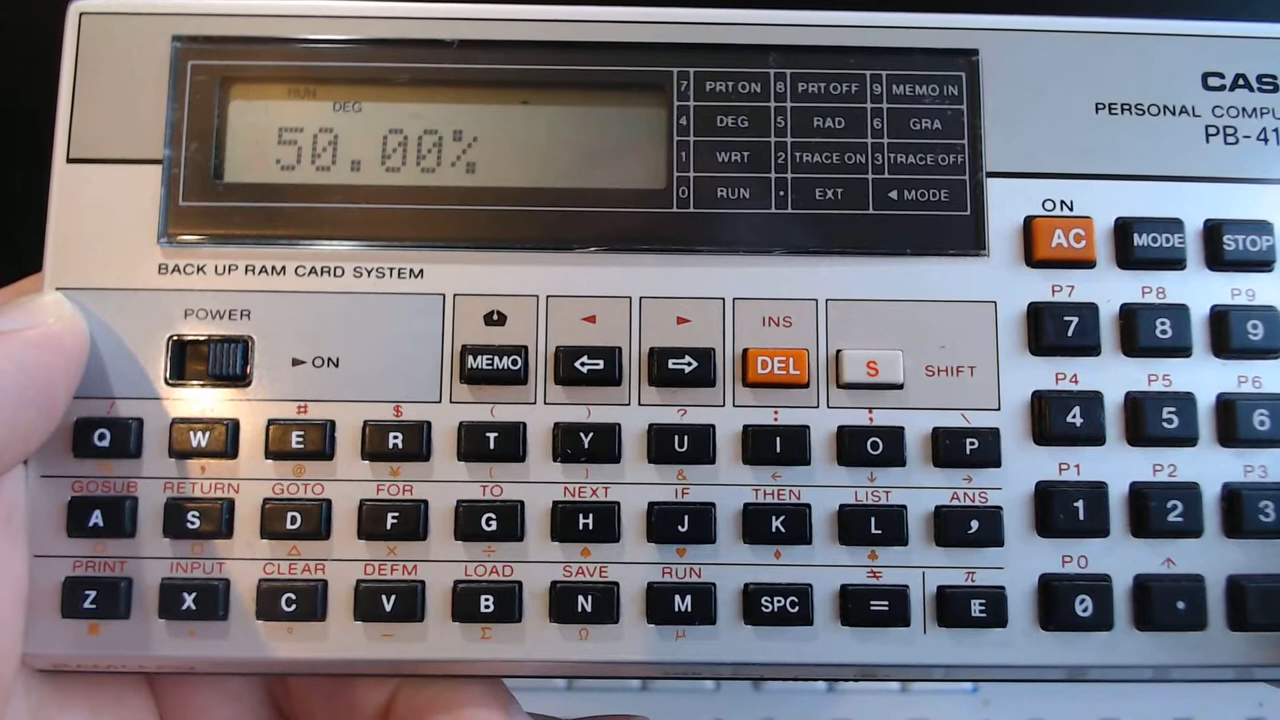 RUN
DEG
50.00%
7 PRT ON 8 PRT OFF 9 MEMO IN
4 DEG 5 RAD 6 GRA
1 WRT 2 TRACE ON 3 TRACE OFF
0 RUN • EXT ◄ MODE
CAS
PERSONAL COMPU
PB-41
BACK UP RAM CARD SYSTEM
ON
AC MODE STOP
POWER
► ON
INS
MEMO ⇦ ⇨ DEL S SHIFT
P7 P8 P9
7 8 9
! # $ ( ) ? : ; \
Q W E R T Y U I O P
P4 P5 P6
4 5 6
, @ ¥ [ ] & ← ↓ →
GOSUB RETURN GOTO FOR TO NEXT IF THEN LIST ANS
A S D F G H J K L ,
P1 P2 P3
1 2 3
○ □ △ × ÷ ♠ ♥ ♦ ♣
PRINT INPUT CLEAR DEFM LOAD SAVE RUN ≠ π
Z X C V B N M SPC = E
P0
0 •
° — Σ Ω μ